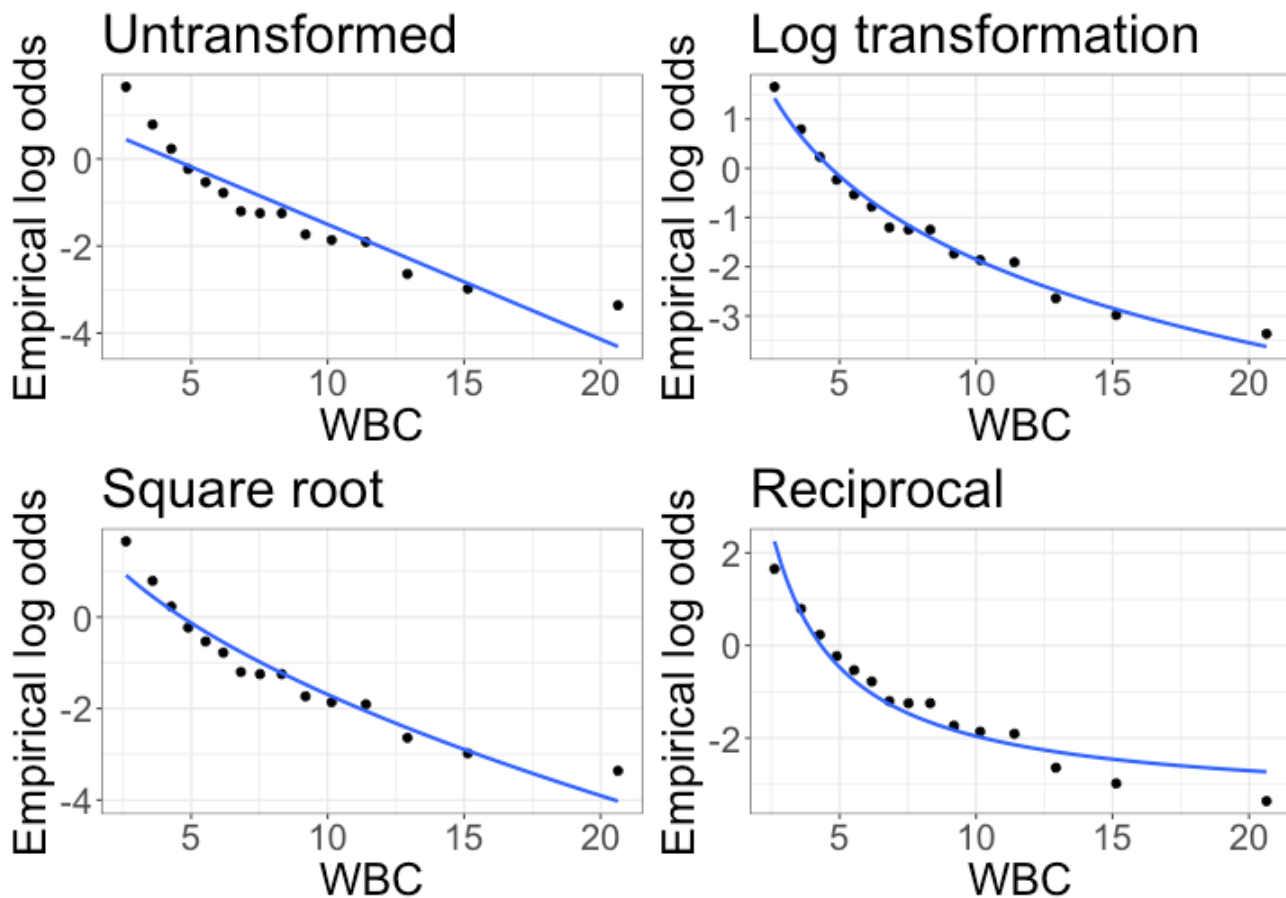 Untransformed
Empirical log odds
0
-2
-4
5 10 15 20
WBC
Log transformation
Empirical log odds
1
0
-1
-2
-3
5 10 15 20
WBC
Square root
Empirical log odds
0
-2
-4
5 10 15 20
WBC
Reciprocal
Empirical log odds
2
0
-2
5 10 15 20
WBC